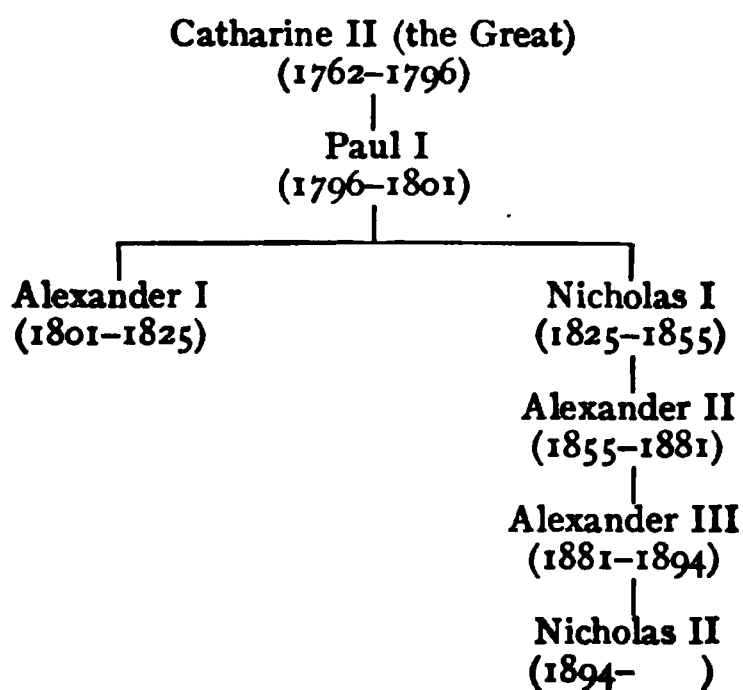 Catharine II (the Great)
(1762–1796)
Paul I
(1796–1801)
Alexander I
(1801–1825)
Nicholas I
(1825–1855)
Alexander II
(1855–1881)
Alexander III
(1881–1894)
Nicholas II
(1894– )